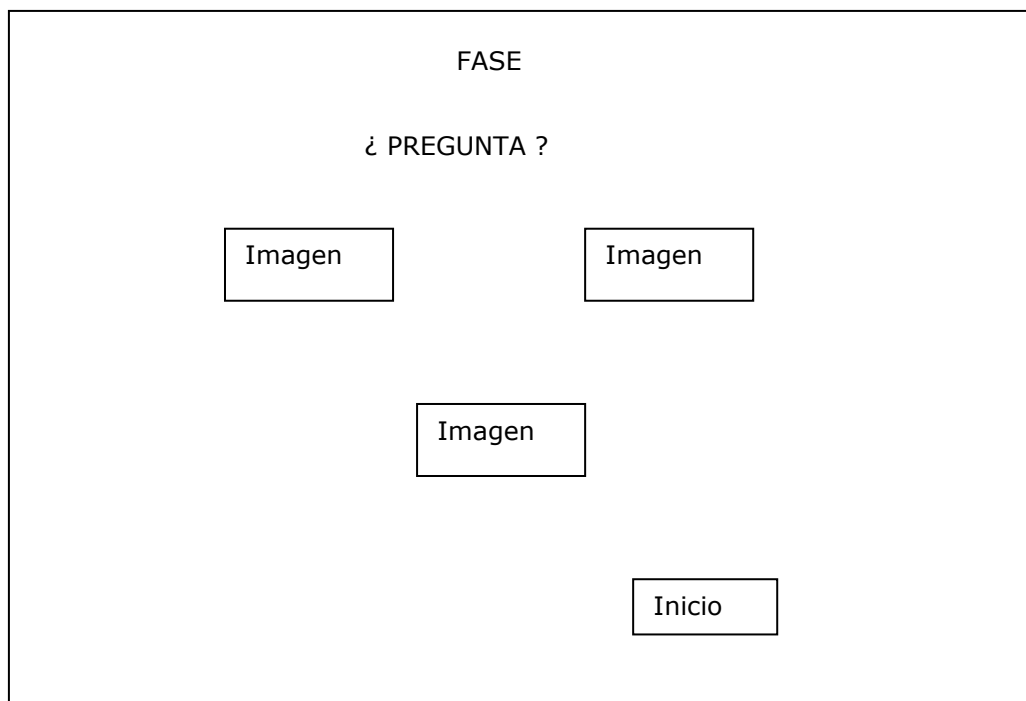 FASE
¿ PREGUNTA ?
Imagen Imagen
Imagen
Inicio